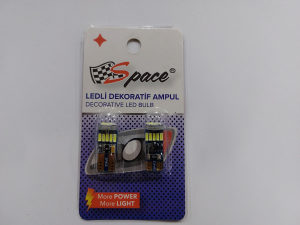 Space®
LEDLİ DEKORATİF AMPUL
DECORATIVE LED BULB
More POWER
More LIGHT